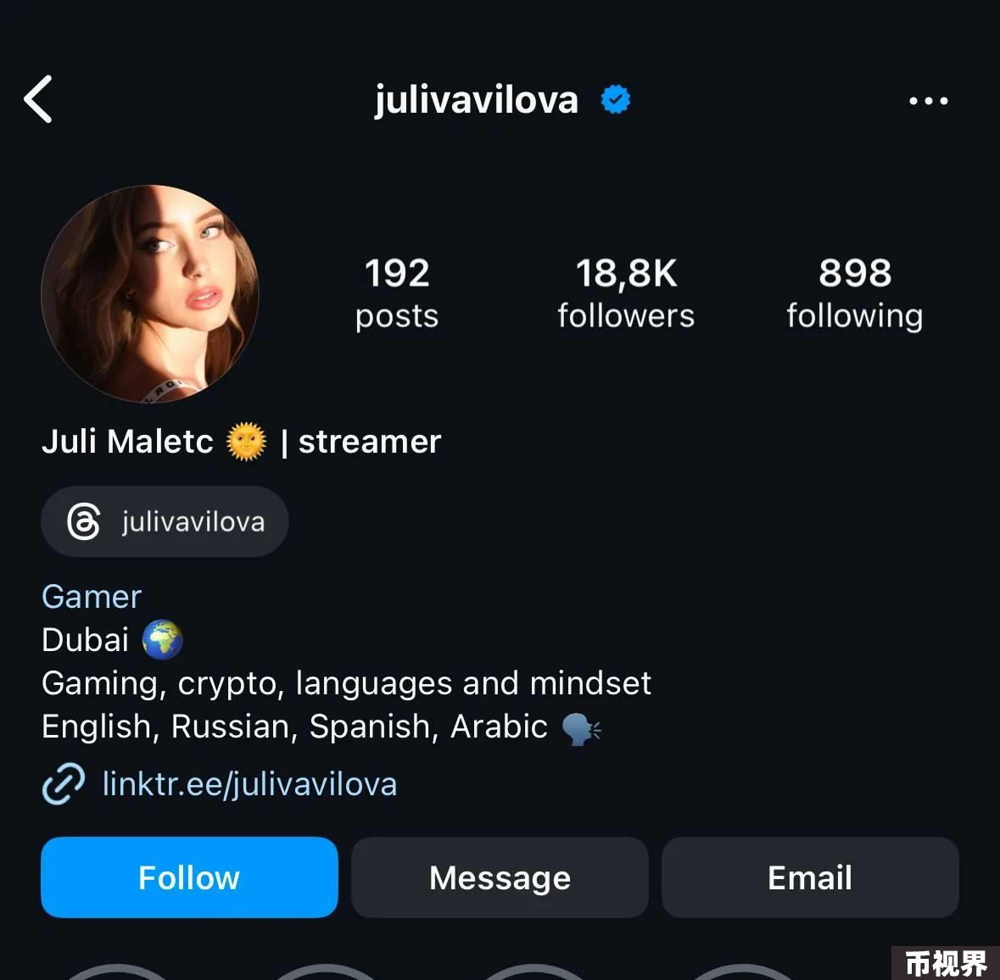 julivavilova
192
posts
18,8K
followers
898
following
Juli Maletc 🌞 | streamer
julivavilova
Gamer
Dubai 🌍
Gaming, crypto, languages and mindset
English, Russian, Spanish, Arabic 🗣️
linktr.ee/julivavilova
Follow
Message
Email
币视界